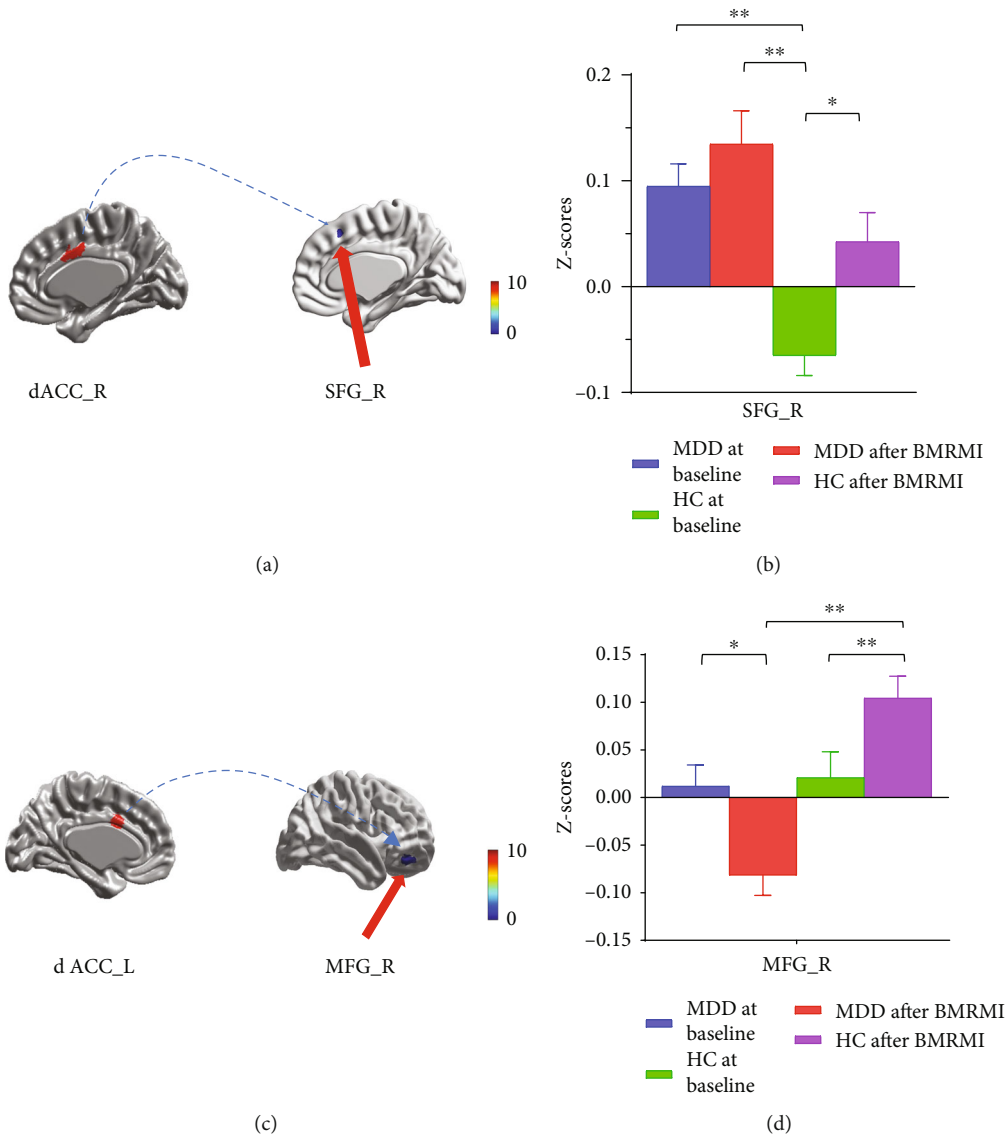 10
0
dACC_R
SFG_R
(a)
**
**
*
0.2
0.1
0.0
−0.1
Z-scores
SFG_R
MDD at
baseline
HC at
baseline
MDD after BMRMI
HC after BMRMI
(b)
10
0
d ACC_L
MFG_R
(c)
**
*
**
0.15
0.10
0.05
0.00
−0.05
−0.10
−0.15
Z-scores
MFG_R
MDD at
baseline
HC at
baseline
MDD after BMRMI
HC after BMRMI
(d)